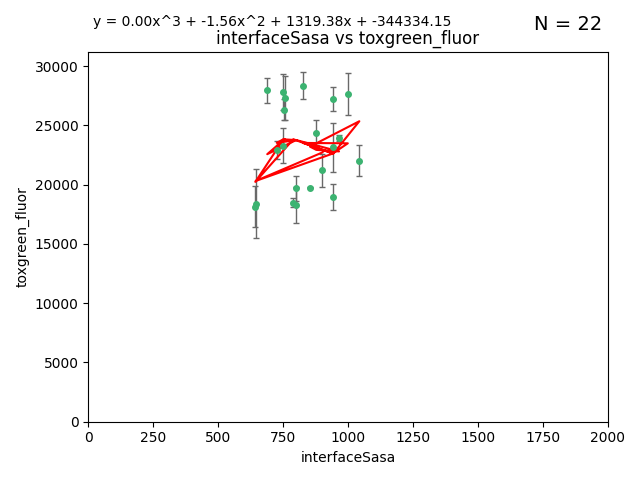 y = 0.00x^3 + -1.56x^2 + 1319.38x + -344334.15
N = 22
interfaceSasa vs toxgreen_fluor
30000
25000
20000
15000
10000
5000
0
toxgreen_fluor
0 250 500 750 1000 1250 1500 1750 2000
interfaceSasa